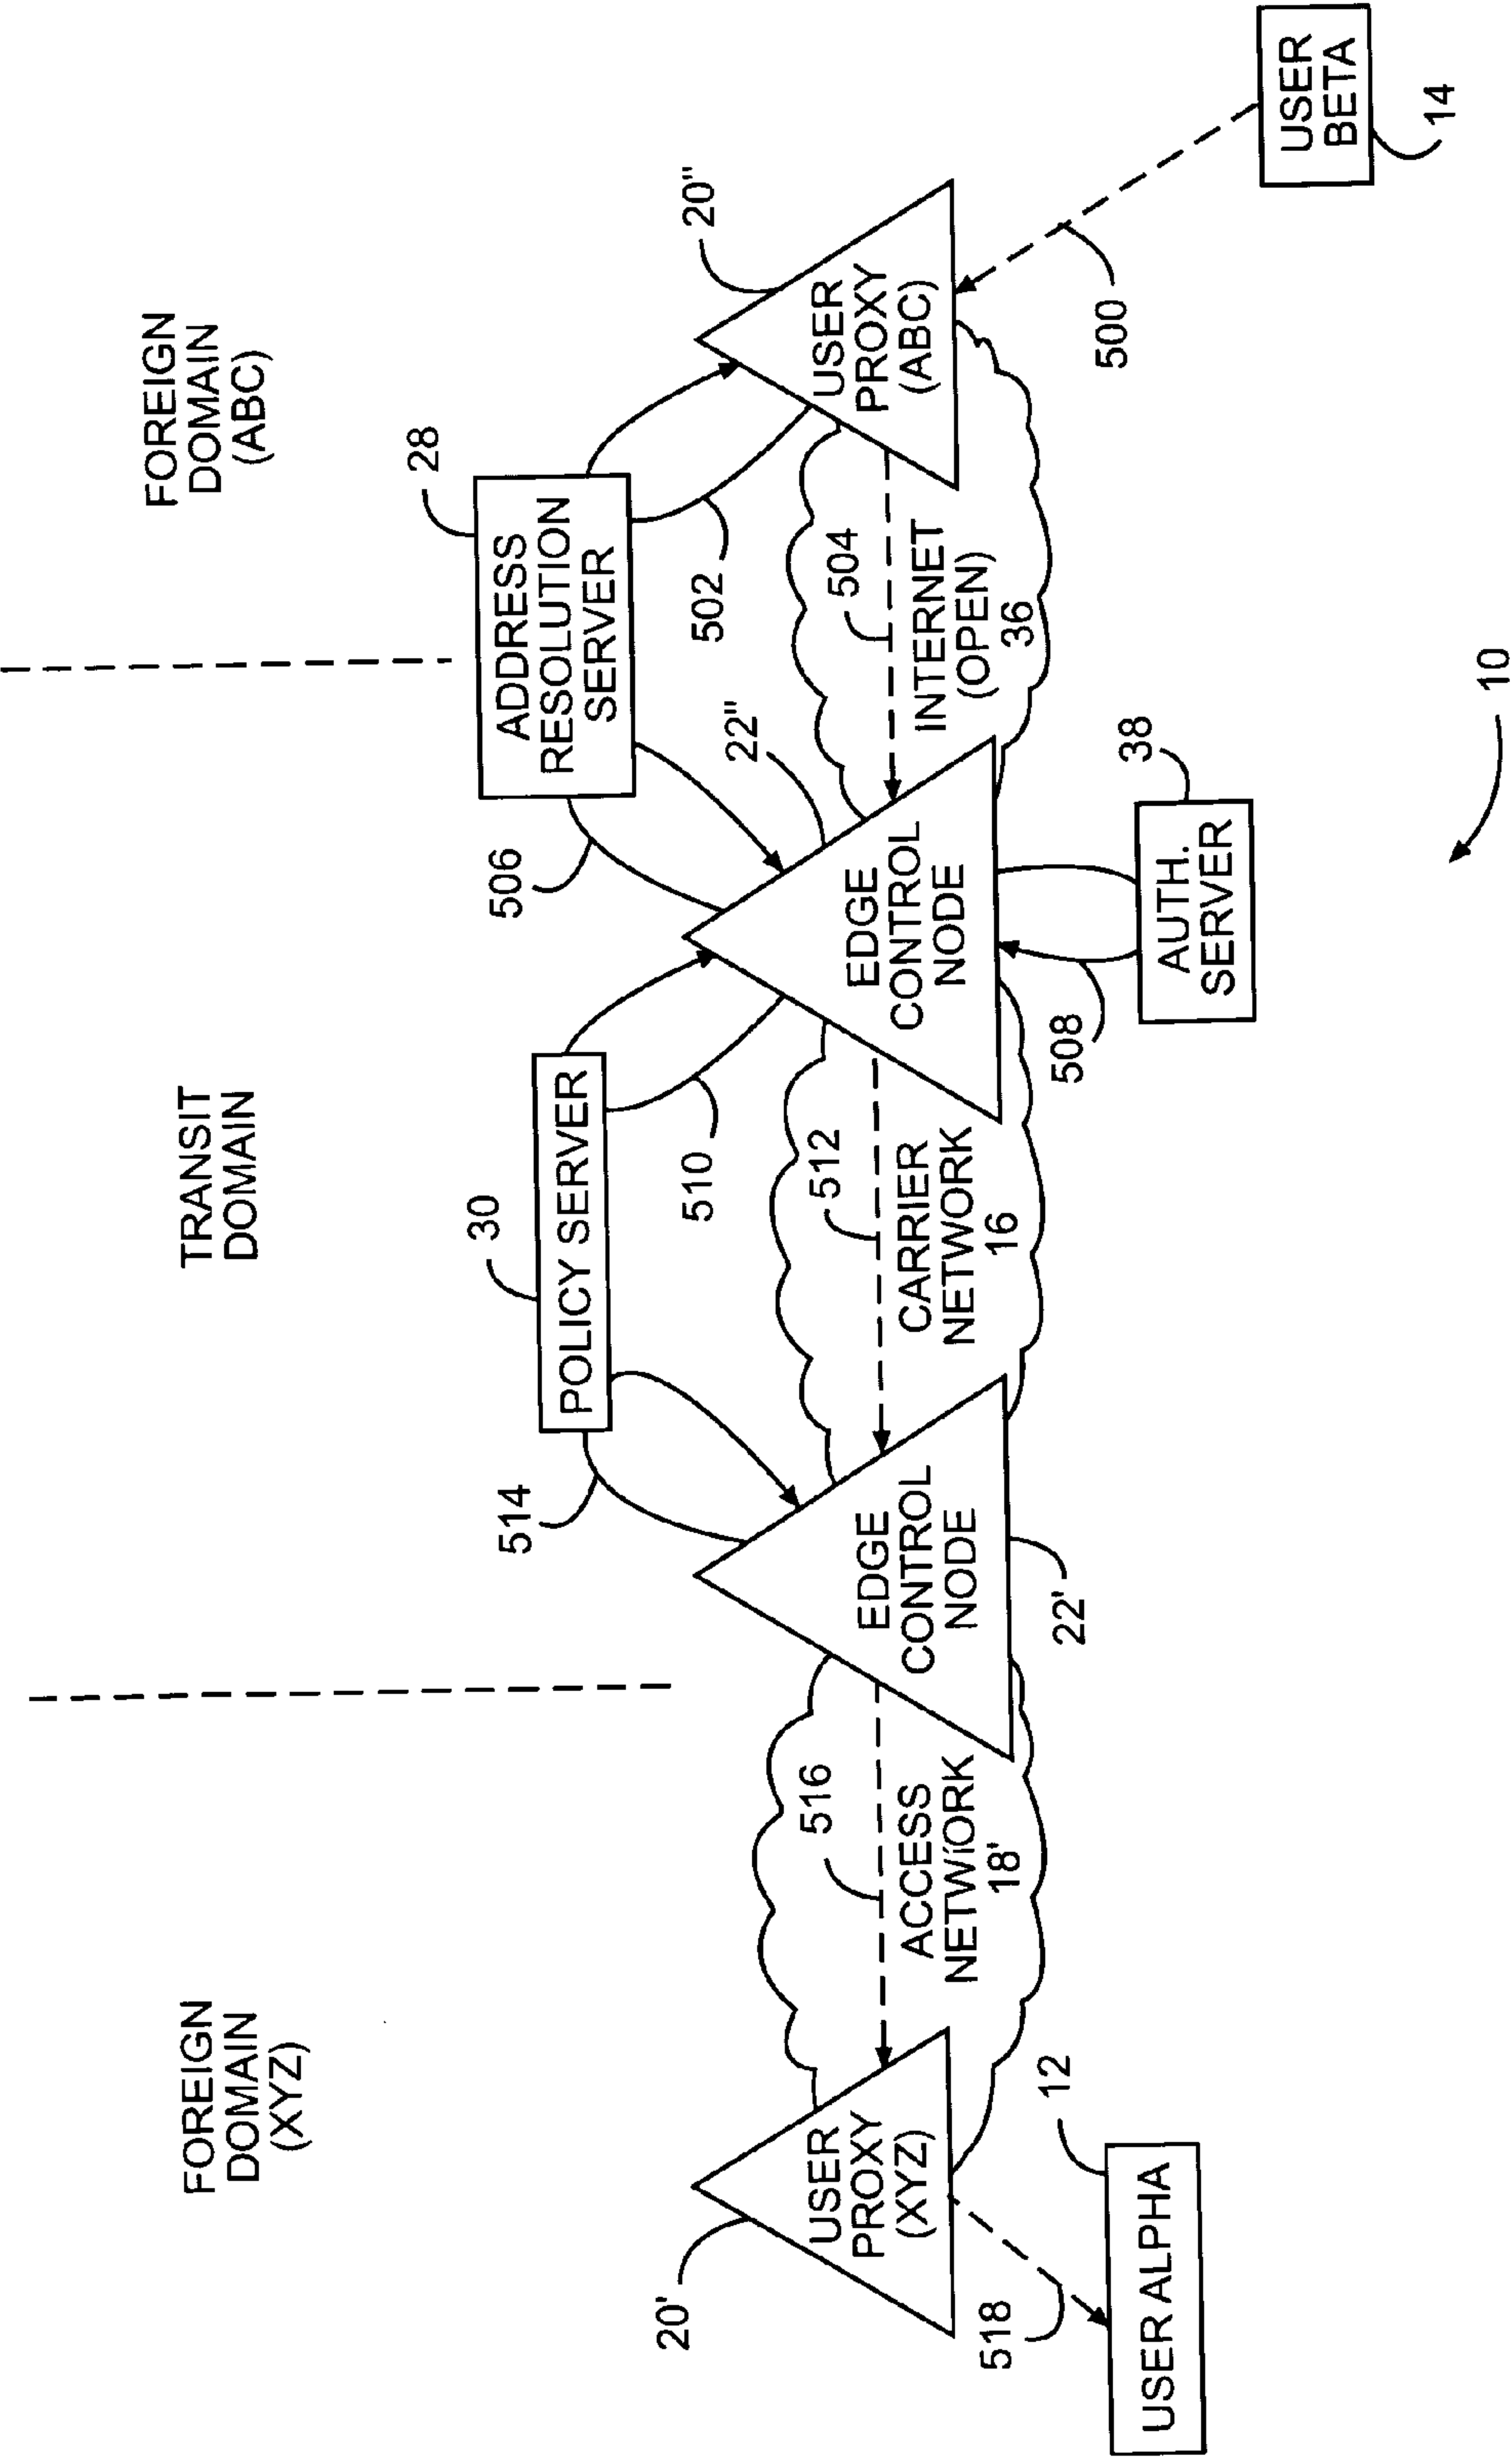 FOREIGN
DOMAIN
(XYZ)
TRANSIT
DOMAIN
FOREIGN
DOMAIN
(ABC)
28
ADDRESS
RESOLUTION
SERVER
30
POLICY SERVER
514
510
506
502
20'
22"
20"
USER
PROXY
(XYZ)
516
ACCESS
NETWíORK
18'
EDGE
CONTROL
NODE
22'
512
CARRIER
NETWORK
16
EDGE
CONTROL
NODE
504
INTERNET
(OPEN)
36
USER
PROXY
(ABC)
518
12
USER ALPHA
508
38
AUTH.
SERVER
500
USER
BETA
14
10